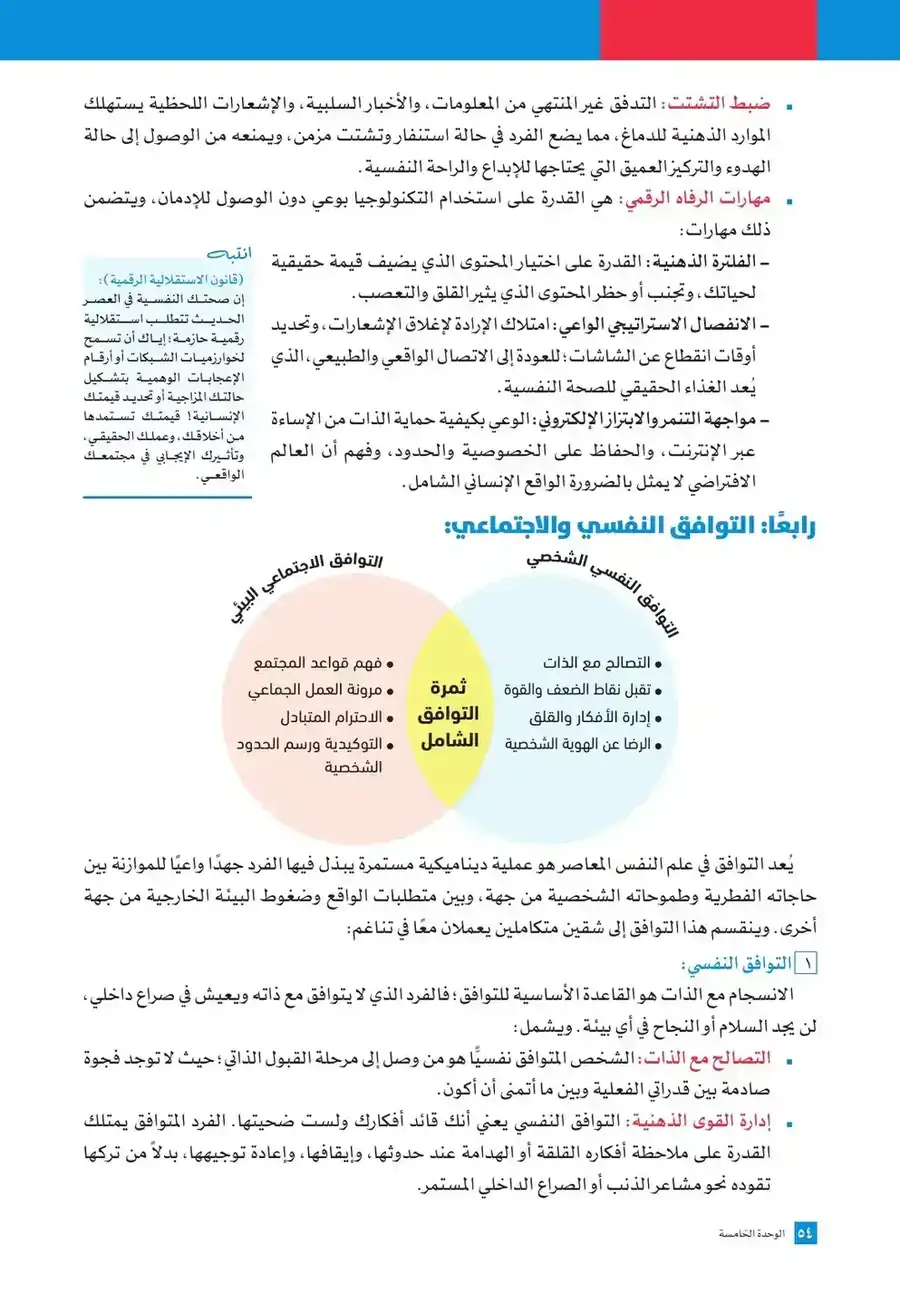 ▪ ضبط التشتت: التدفق غير المنتهي من المعلومات، والأخبار السلبية، والإشعارات اللحظية يستهلك
الموارد الذهنية للدماغ، مما يضع الفرد في حالة استنفار وتشتت مزمن، ويمنعه من الوصول إلى حالة
الهدوء والتركيز العميق التي يحتاجها للإبداع والراحة النفسية.
▪ مهارات الرفاه الرقمي: هي القدرة على استخدام التكنولوجيا بوعي دون الوصول للإدمان، ويتضمن
ذلك مهارات:
– الفلترة الذهنية: القدرة على اختيار المحتوى الذي يضيف قيمة حقيقية
لحياتك، وتجنب أو حظر المحتوى الذي يثير القلق والتعصب.
– الانفصال الاستراتيجي الواعي: امتلاك الإرادة لإغلاق الإشعارات، وتحديد
أوقات انقطاع عن الشاشات؛ للعودة إلى الاتصال الواقعي والطبيعي، الذي
يُعد الغذاء الحقيقي للصحة النفسية.
– مواجهة التنمر والابتزاز الإلكتروني: الوعي بكيفية حماية الذات من الإساءة
عبر الإنترنت، والحفاظ على الخصوصية والحدود، وفهم أن العالم
الافتراضي لا يمثل بالضرورة الواقع الإنساني الشامل.
انتبه
(قانون الاستقلالية الرقمية):
إن صحتك النفسية في العصر
الحديث تتطلب استقلالية
رقمية حازمة؛ إياك أن تسمح
لخوارزميات الشبكات أو أرقام
الإعجابات الوهمية بتشكيل
حالتك المزاجية أو تحديد قيمتك
الإنسانية! قيمتك تستمدها
من أخلاقك، وعملك الحقيقي،
وتأثيرك الإيجابي في مجتمعك
الواقعي.
رابعًا: التوافق النفسي والاجتماعي:
التوافق النفسي الشخصي
• التصالح مع الذات
• تقبل نقاط الضعف والقوة
• إدارة الأفكار والقلق
• الرضا عن الهوية الشخصية
ثمرة
التوافق
الشامل
التوافق الاجتماعي البيئي
• فهم قواعد المجتمع
• مرونة العمل الجماعي
• الاحترام المتبادل
• التوكيدية ورسم الحدود
الشخصية
يُعد التوافق في علم النفس المعاصر هو عملية ديناميكية مستمرة يبذل فيها الفرد جهدًا واعيًا للموازنة بين
حاجاته الفطرية وطموحاته الشخصية من جهة، وبين متطلبات الواقع وضغوط البيئة الخارجية من جهة
أخرى. وينقسم هذا التوافق إلى شقين متكاملين يعملان معًا في تناغم:
١ التوافق النفسي:
الانسجام مع الذات هو القاعدة الأساسية للتوافق؛ فالفرد الذي لا يتوافق مع ذاته ويعيش في صراع داخلي،
لن يجد السلام أو النجاح في أي بيئة. ويشمل:
▪ التصالح مع الذات: الشخص المتوافق نفسيًّا هو من وصل إلى مرحلة القبول الذاتي؛ حيث لا توجد فجوة
صادمة بين قدراتي الفعلية وبين ما أتمنى أن أكون.
▪ إدارة القوى الذهنية: التوافق النفسي يعني أنك قائد أفكارك ولست ضحيتها. الفرد المتوافق يمتلك
القدرة على ملاحظة أفكاره القلقة أو الهدامة عند حدوثها، وإيقافها، وإعادة توجيهها، بدلاً من تركها
تقوده نحو مشاعر الذنب أو الصراع الداخلي المستمر.
٥٤ الوحدة الخامسة